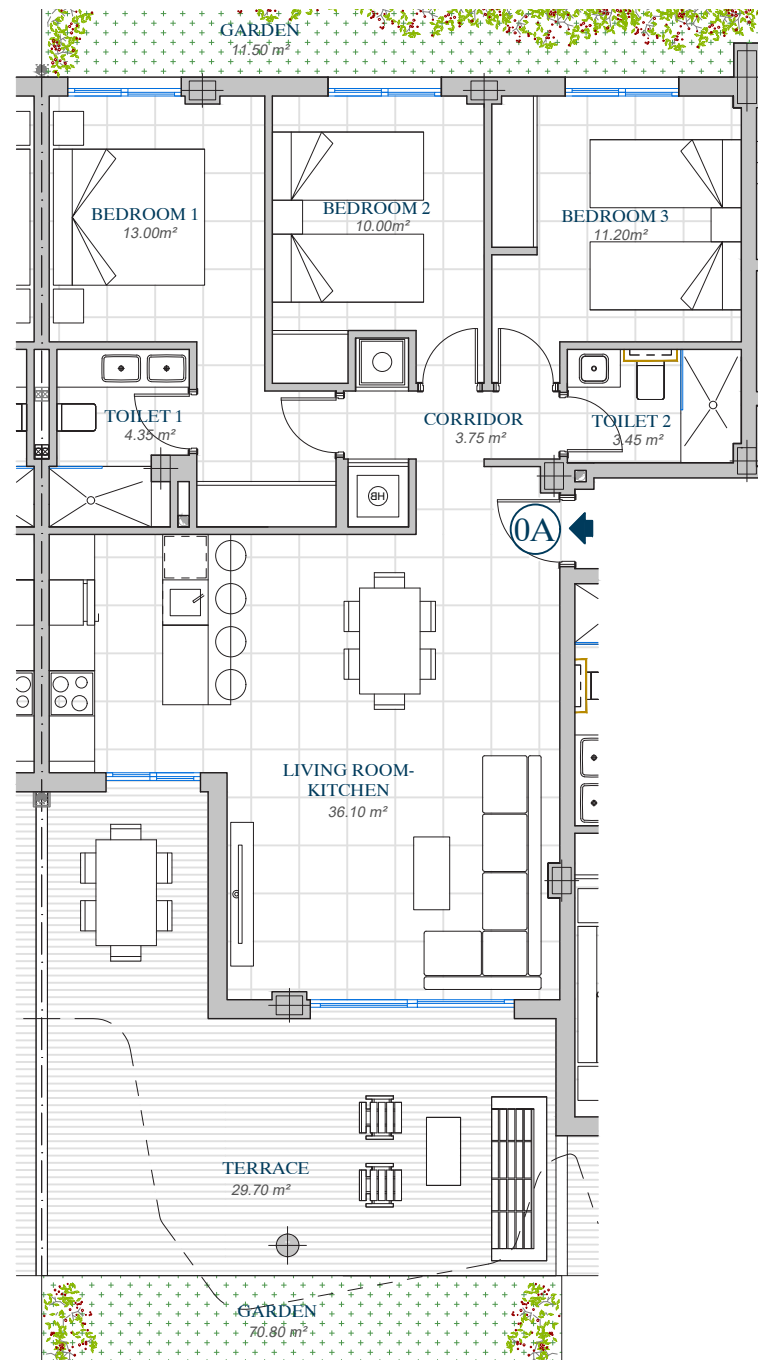 GARDEN
11.50 m²
BEDROOM 1
13.00m²
BEDROOM 2
10.00m²
BEDROOM 3
11.20m²
TOILET 1
4.35 m²
CORRIDOR
3.75 m²
TOILET 2
3.45 m²
HB
0A
LIVING ROOM-
KITCHEN
36.10 m²
TERRACE
29.70 m²
GARDEN
70.80 m²